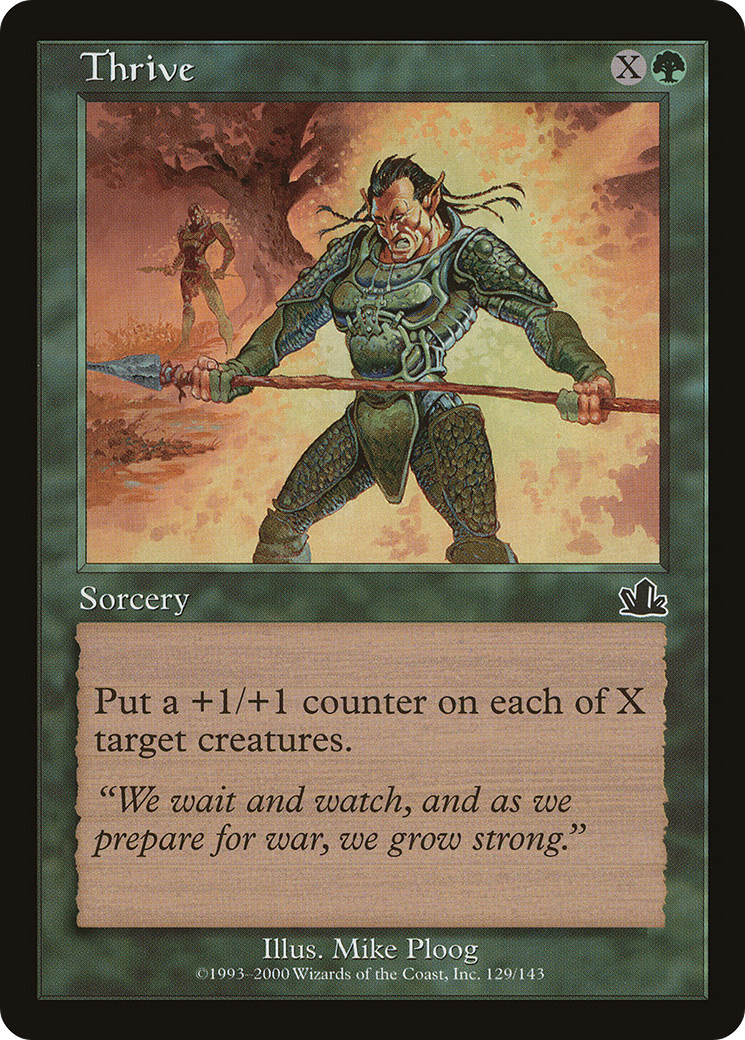 Thrive X
Sorcery
Put a +1/+1 counter on each of X
target creatures.
“We wait and watch, and as we
prepare for war, we grow strong.”
Illus. Mike Ploog
©1993–2000 Wizards of the Coast, Inc. 129/143